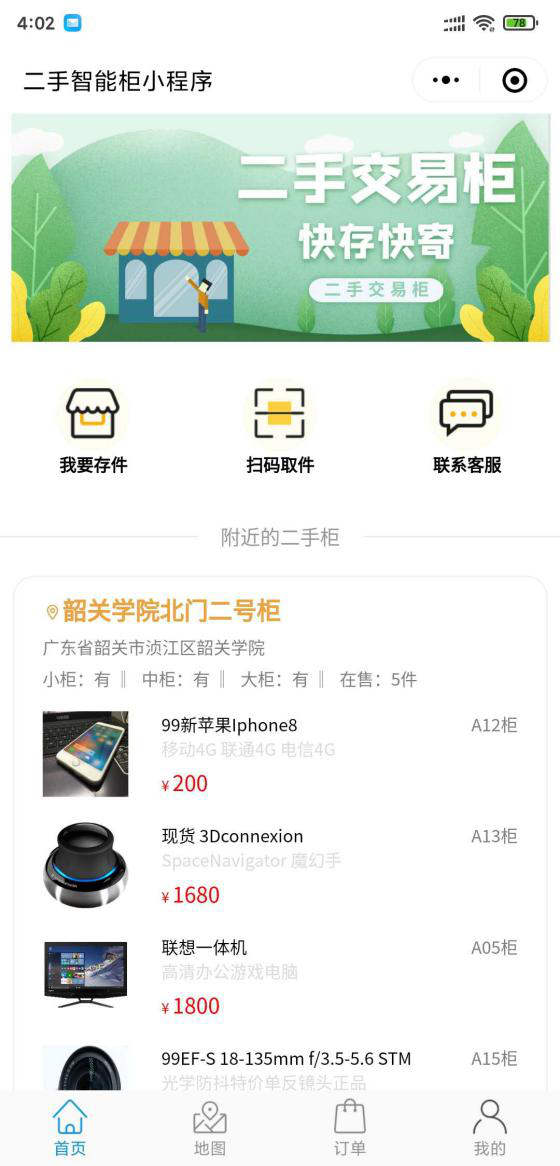 4:02
78
二手智能柜小程序
二手交易柜
快存快寄
二手交易柜
我要存件
扫码取件
联系客服
附近的二手柜
韶关学院北门二号柜
广东省韶关市浈江区韶关学院
小柜：有 ‖ 中柜：有 ‖ 大柜：有 ‖ 在售：5件
99新苹果Iphone8
A12柜
移动4G 联通4G 电信4G
¥200
现货 3Dconnexion
A13柜
SpaceNavigator 魔幻手
¥1680
联想一体机
A05柜
高清办公游戏电脑
¥1800
99EF-S 18-135mm f/3.5-5.6 STM
A15柜
光学防抖特价单反镜头正品
首页
地图
订单
我的